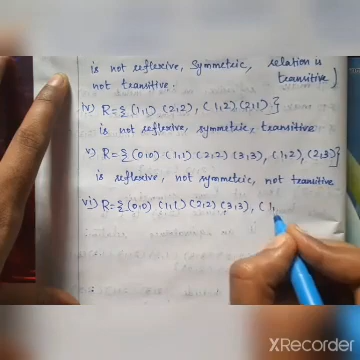 is not reflexive, symmetric, relation is
not transitive. transitive)
iv) R = { (1,1) (2,2), (1,2) (2,1) }
is not reflexive, symmetric, transitive
v) R = { (0,0) (1,1) (2,2) (3,3), (1,2), (2,3)}
is reflexive, not symmetric, not transitive
vi) R = { (0,0) (1,1) (2,2) (3,3), (1,
XRecorder